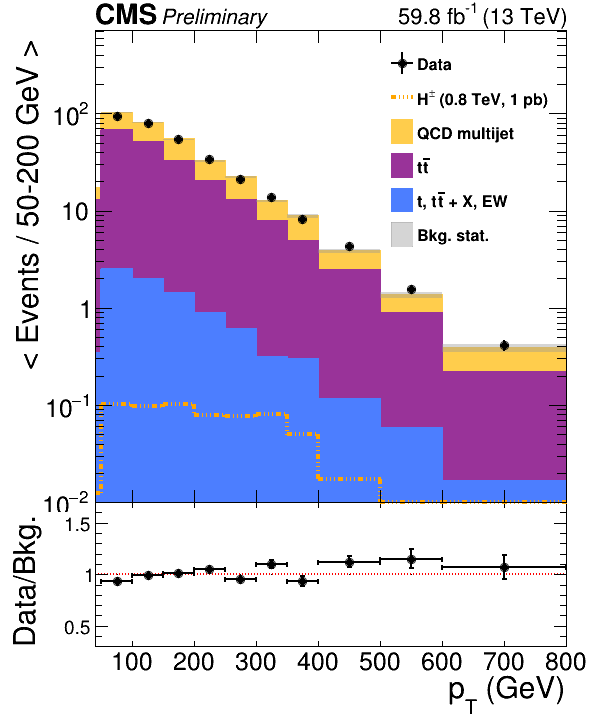 CMS Preliminary 59.8 fb⁻¹ (13 TeV)
< Events / 50-200 GeV >
10²
10
1
10⁻¹
10⁻²
Data
H± (0.8 TeV, 1 pb)
QCD multijet
tt̄
t, tt̄ + X, EW
Bkg. stat.
Data/Bkg.
1.5
1
0.5
100 200 300 400 500 600 700 800
p_T (GeV)